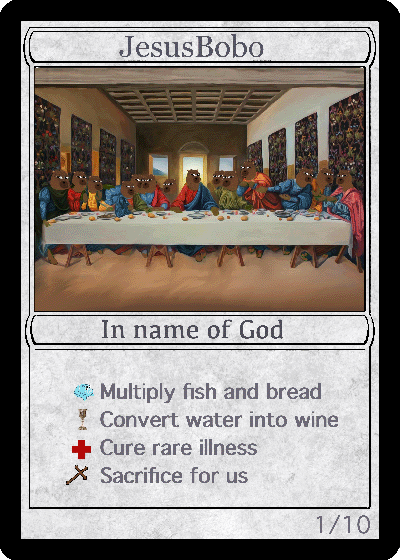 JesusBobo
In name of God
Multiply fish and bread
Convert water into wine
Cure rare illness
Sacrifice for us
1/10